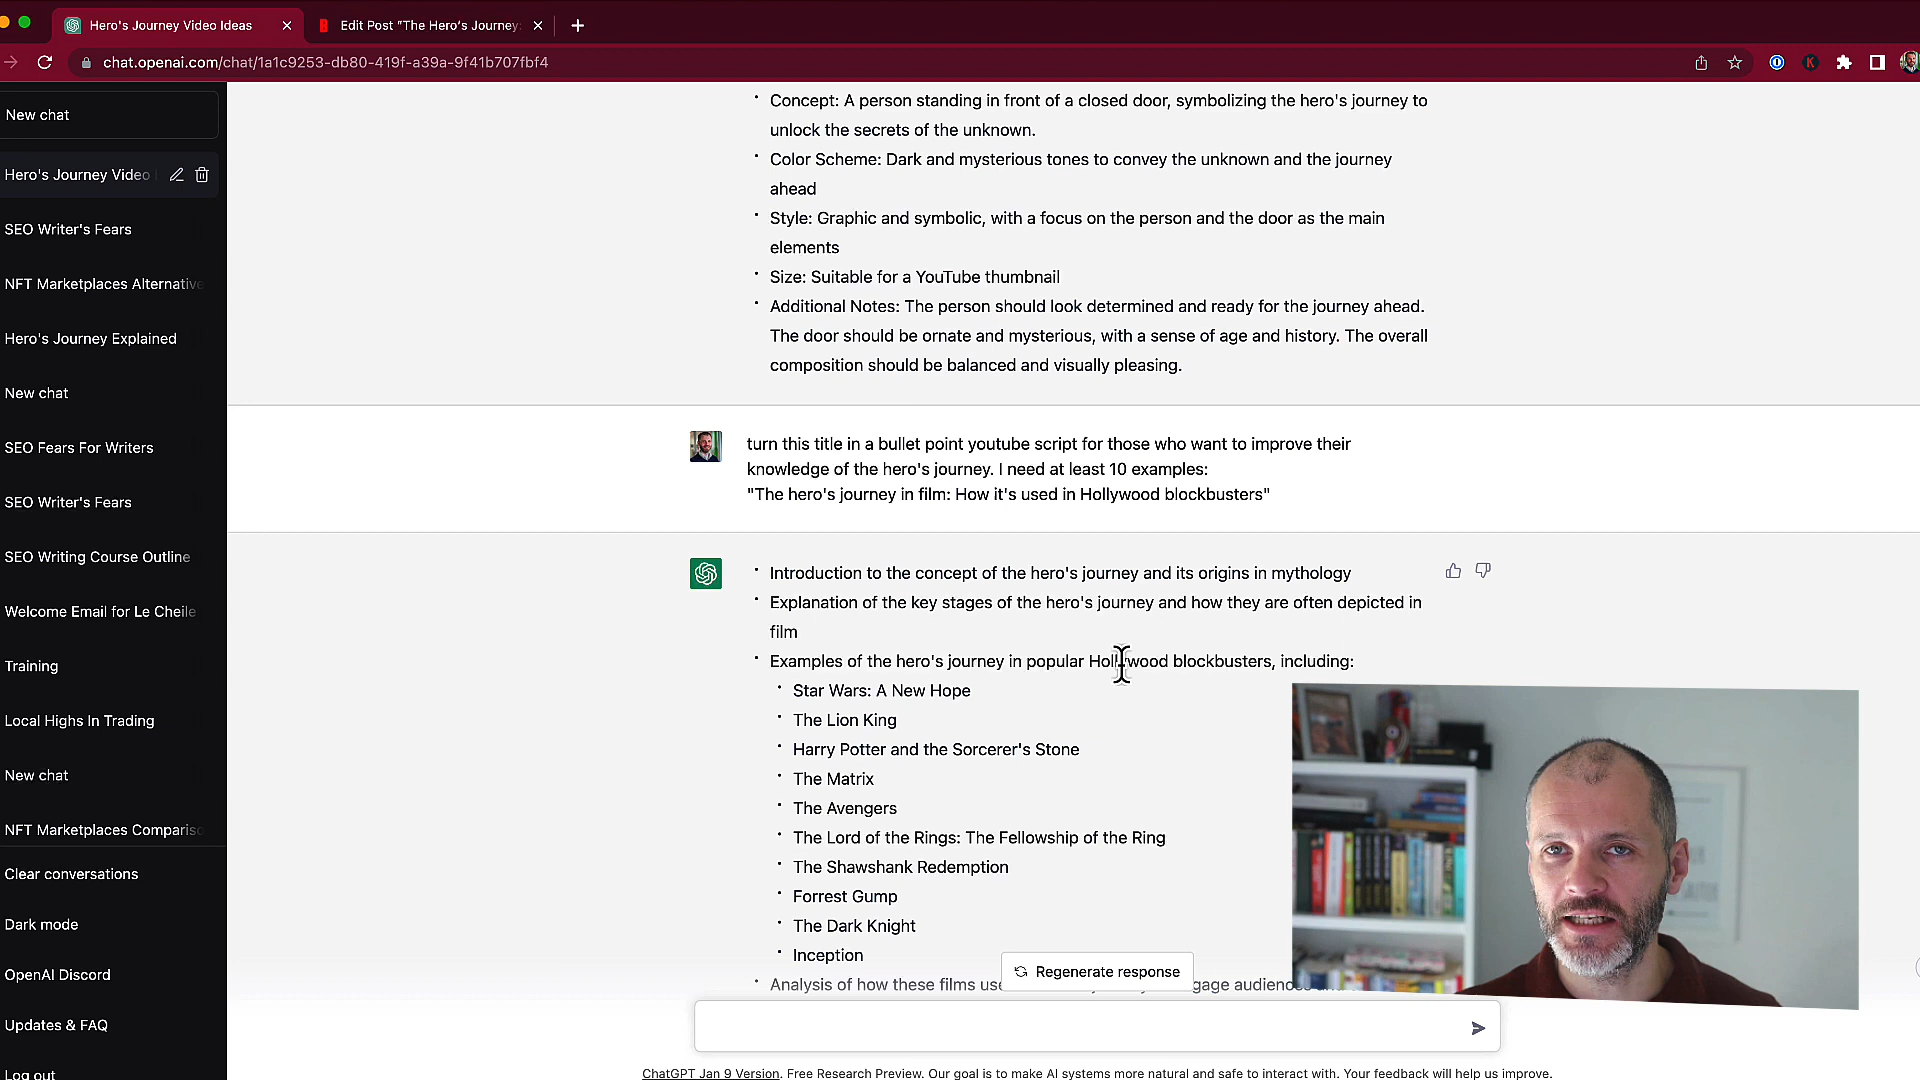 Hero's Journey Video Ideas
Edit Post "The Hero's Journey:
chat.openai.com/chat/1a1c9253-db80-419f-a39a-9f41b707fbf4
New chat
Hero's Journey Video
SEO Writer's Fears
NFT Marketplaces Alternative
Hero's Journey Explained
New chat
SEO Fears For Writers
SEO Writer's Fears
SEO Writing Course Outline
Welcome Email for Le Cheile
Training
Local Highs In Trading
New chat
NFT Marketplaces Compariso
Clear conversations
Dark mode
OpenAI Discord
Updates & FAQ
Log out
Concept: A person standing in front of a closed door, symbolizing the hero's journey to
unlock the secrets of the unknown.
Color Scheme: Dark and mysterious tones to convey the unknown and the journey
ahead
Style: Graphic and symbolic, with a focus on the person and the door as the main
elements
Size: Suitable for a YouTube thumbnail
Additional Notes: The person should look determined and ready for the journey ahead.
The door should be ornate and mysterious, with a sense of age and history. The overall
composition should be balanced and visually pleasing.
turn this title in a bullet point youtube script for those who want to improve their
knowledge of the hero's journey. I need at least 10 examples:
"The hero's journey in film: How it's used in Hollywood blockbusters"
Introduction to the concept of the hero's journey and its origins in mythology
Explanation of the key stages of the hero's journey and how they are often depicted in
film
Examples of the hero's journey in popular Hollywood blockbusters, including:
Star Wars: A New Hope
The Lion King
Harry Potter and the Sorcerer's Stone
The Matrix
The Avengers
The Lord of the Rings: The Fellowship of the Ring
The Shawshank Redemption
Forrest Gump
The Dark Knight
Inception
Analysis of how these films use
Regenerate response
ChatGPT Jan 9 Version. Free Research Preview. Our goal is to make AI systems more natural and safe to interact with. Your feedback will help us improve.